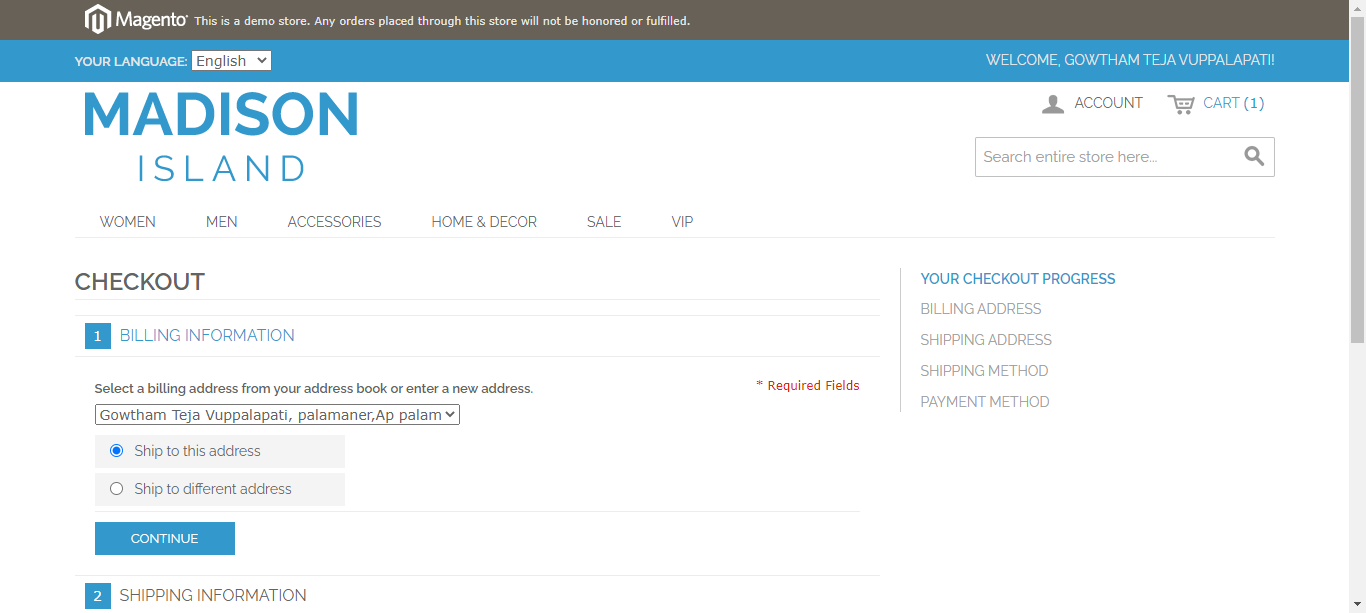 Magento This is a demo store. Any orders placed through this store will not be honored or fulfilled.
YOUR LANGUAGE: English WELCOME, GOWTHAM TEJA VUPPALAPATI!
MADISON
ISLAND
ACCOUNT CART (1)
Search entire store here...
WOMEN MEN ACCESSORIES HOME & DECOR SALE VIP
CHECKOUT
1 BILLING INFORMATION
Select a billing address from your address book or enter a new address.
* Required Fields
Gowtham Teja Vuppalapati, palamaner,Ap palam
Ship to this address
Ship to different address
CONTINUE
2 SHIPPING INFORMATION
YOUR CHECKOUT PROGRESS
BILLING ADDRESS
SHIPPING ADDRESS
SHIPPING METHOD
PAYMENT METHOD